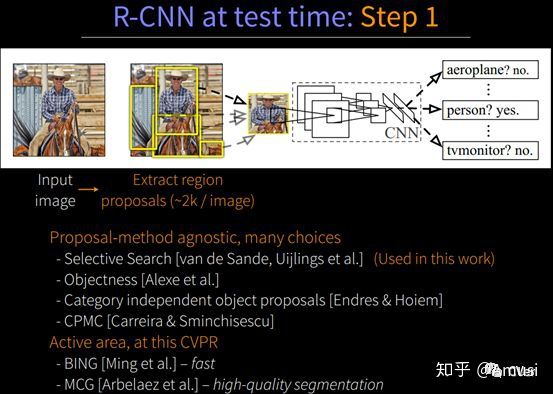 R-CNN at test time: Step 1
aeroplane? no.
person? yes.
CNN
tvmonitor? no.
Input
image
Extract region
proposals (~2k / image)
Proposal-method agnostic, many choices
- Selective Search [van de Sande, Uijlings et al.] (Used in this work)
- Objectness [Alexe et al.]
- Category independent object proposals [Endres & Hoiem]
- CPMC [Carreira & Sminchisescu]
Active area, at this CVPR
- BING [Ming et al.] – fast
- MCG [Arbelaez et al.] – high-quality segmentation
知乎